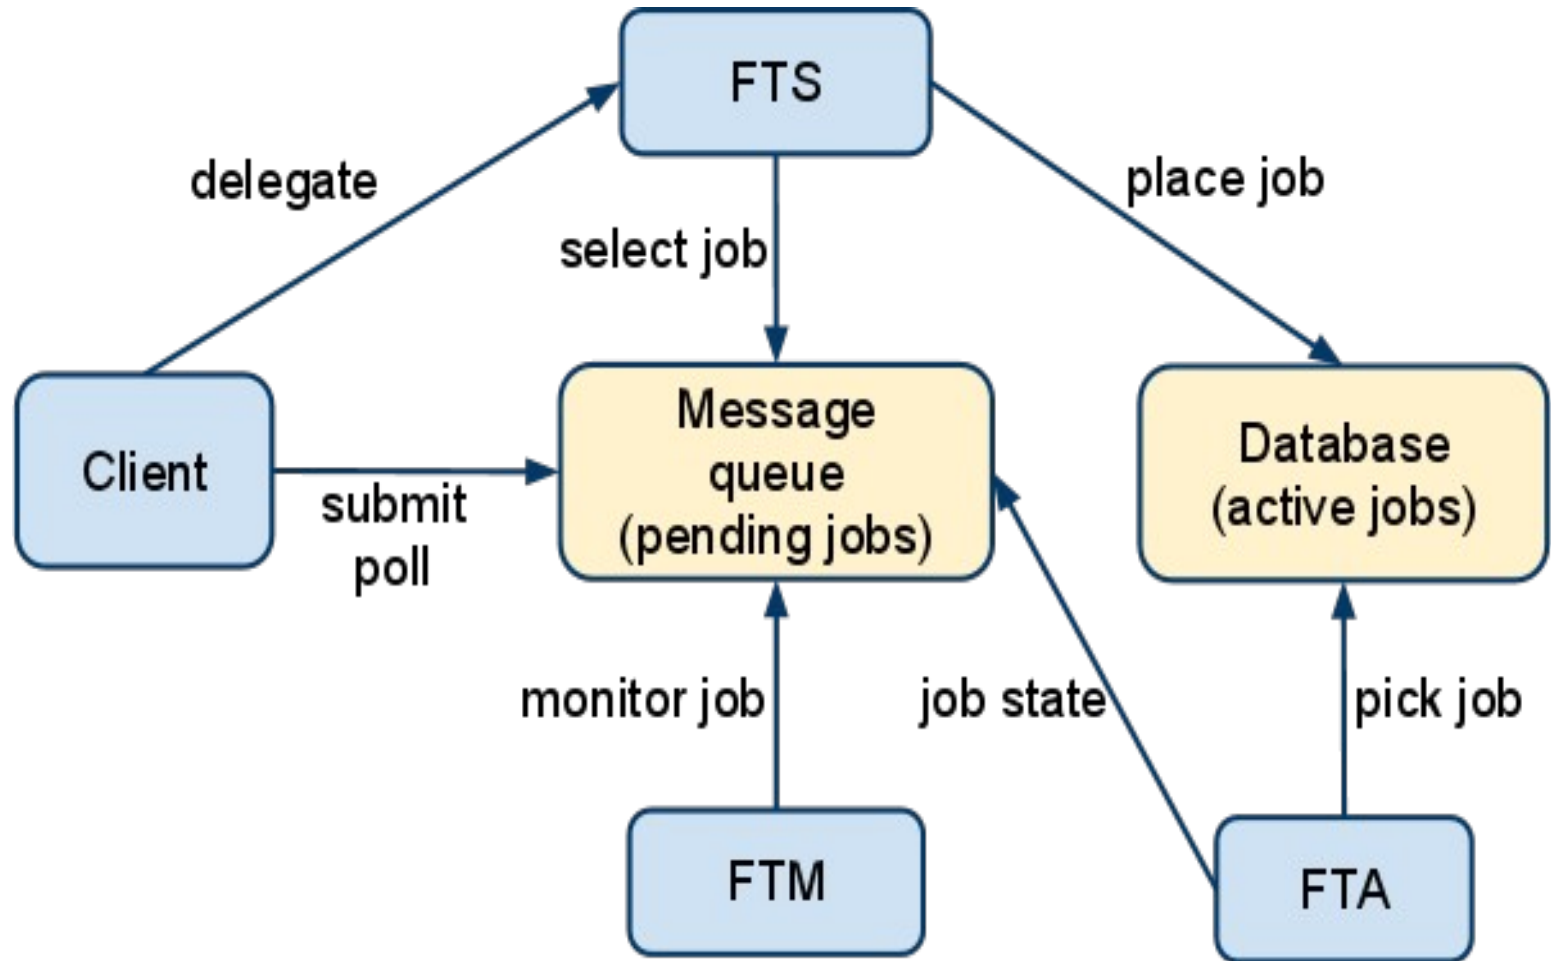 FTS
delegate
place job
select job
Message
queue
(pending jobs)
Client
Database
(active jobs)
submit
poll
monitor job
job state
pick job
FTM
FTA